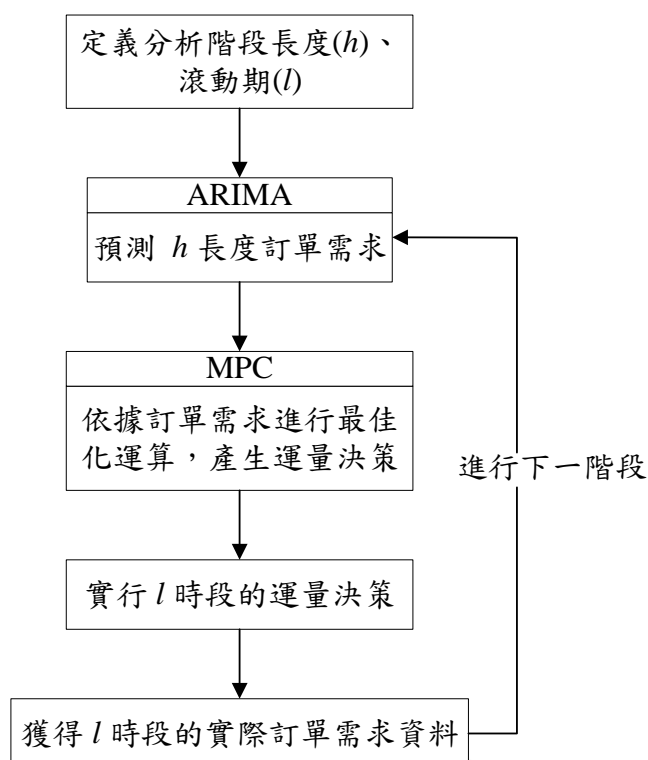 定義分析階段長度(h)、
滾動期(l)
ARIMA
預測 h 長度訂單需求
MPC
依據訂單需求進行最佳
化運算，產生運量決策
進行下一階段
實行 l 時段的運量決策
獲得 l 時段的實際訂單需求資料